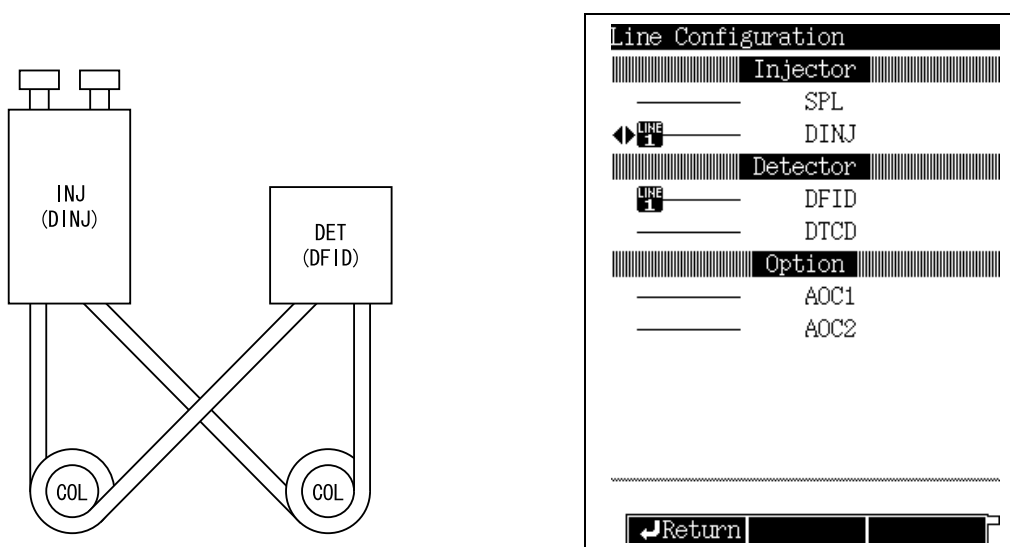 INJ
(DINJ)
DET
(DFID)
COL
COL
Line Configuration
Injector
SPL
LINE 1
DINJ
Detector
LINE 1
DFID
DTCD
Option
AOC1
AOC2
Return